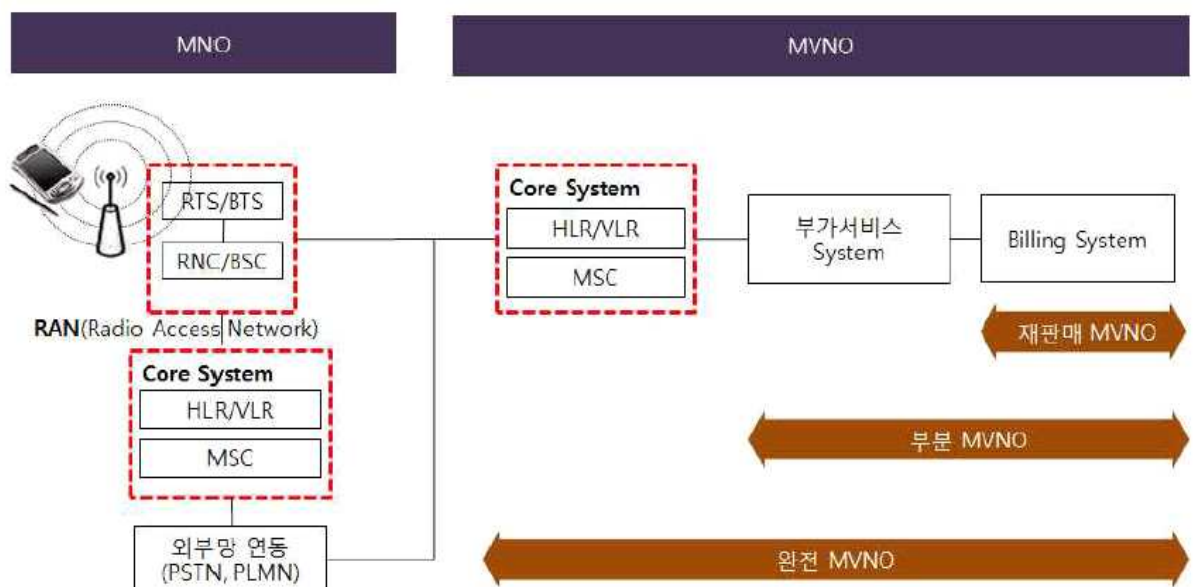 MNO
MVNO
RTS/BTS
RNC/BSC
RAN(Radio Access Network)
Core System
HLR/VLR
MSC
외부망 연동
(PSTN, PLMN)
Core System
HLR/VLR
MSC
부가서비스
System
Billing System
재판매 MVNO
부분 MVNO
완전 MVNO